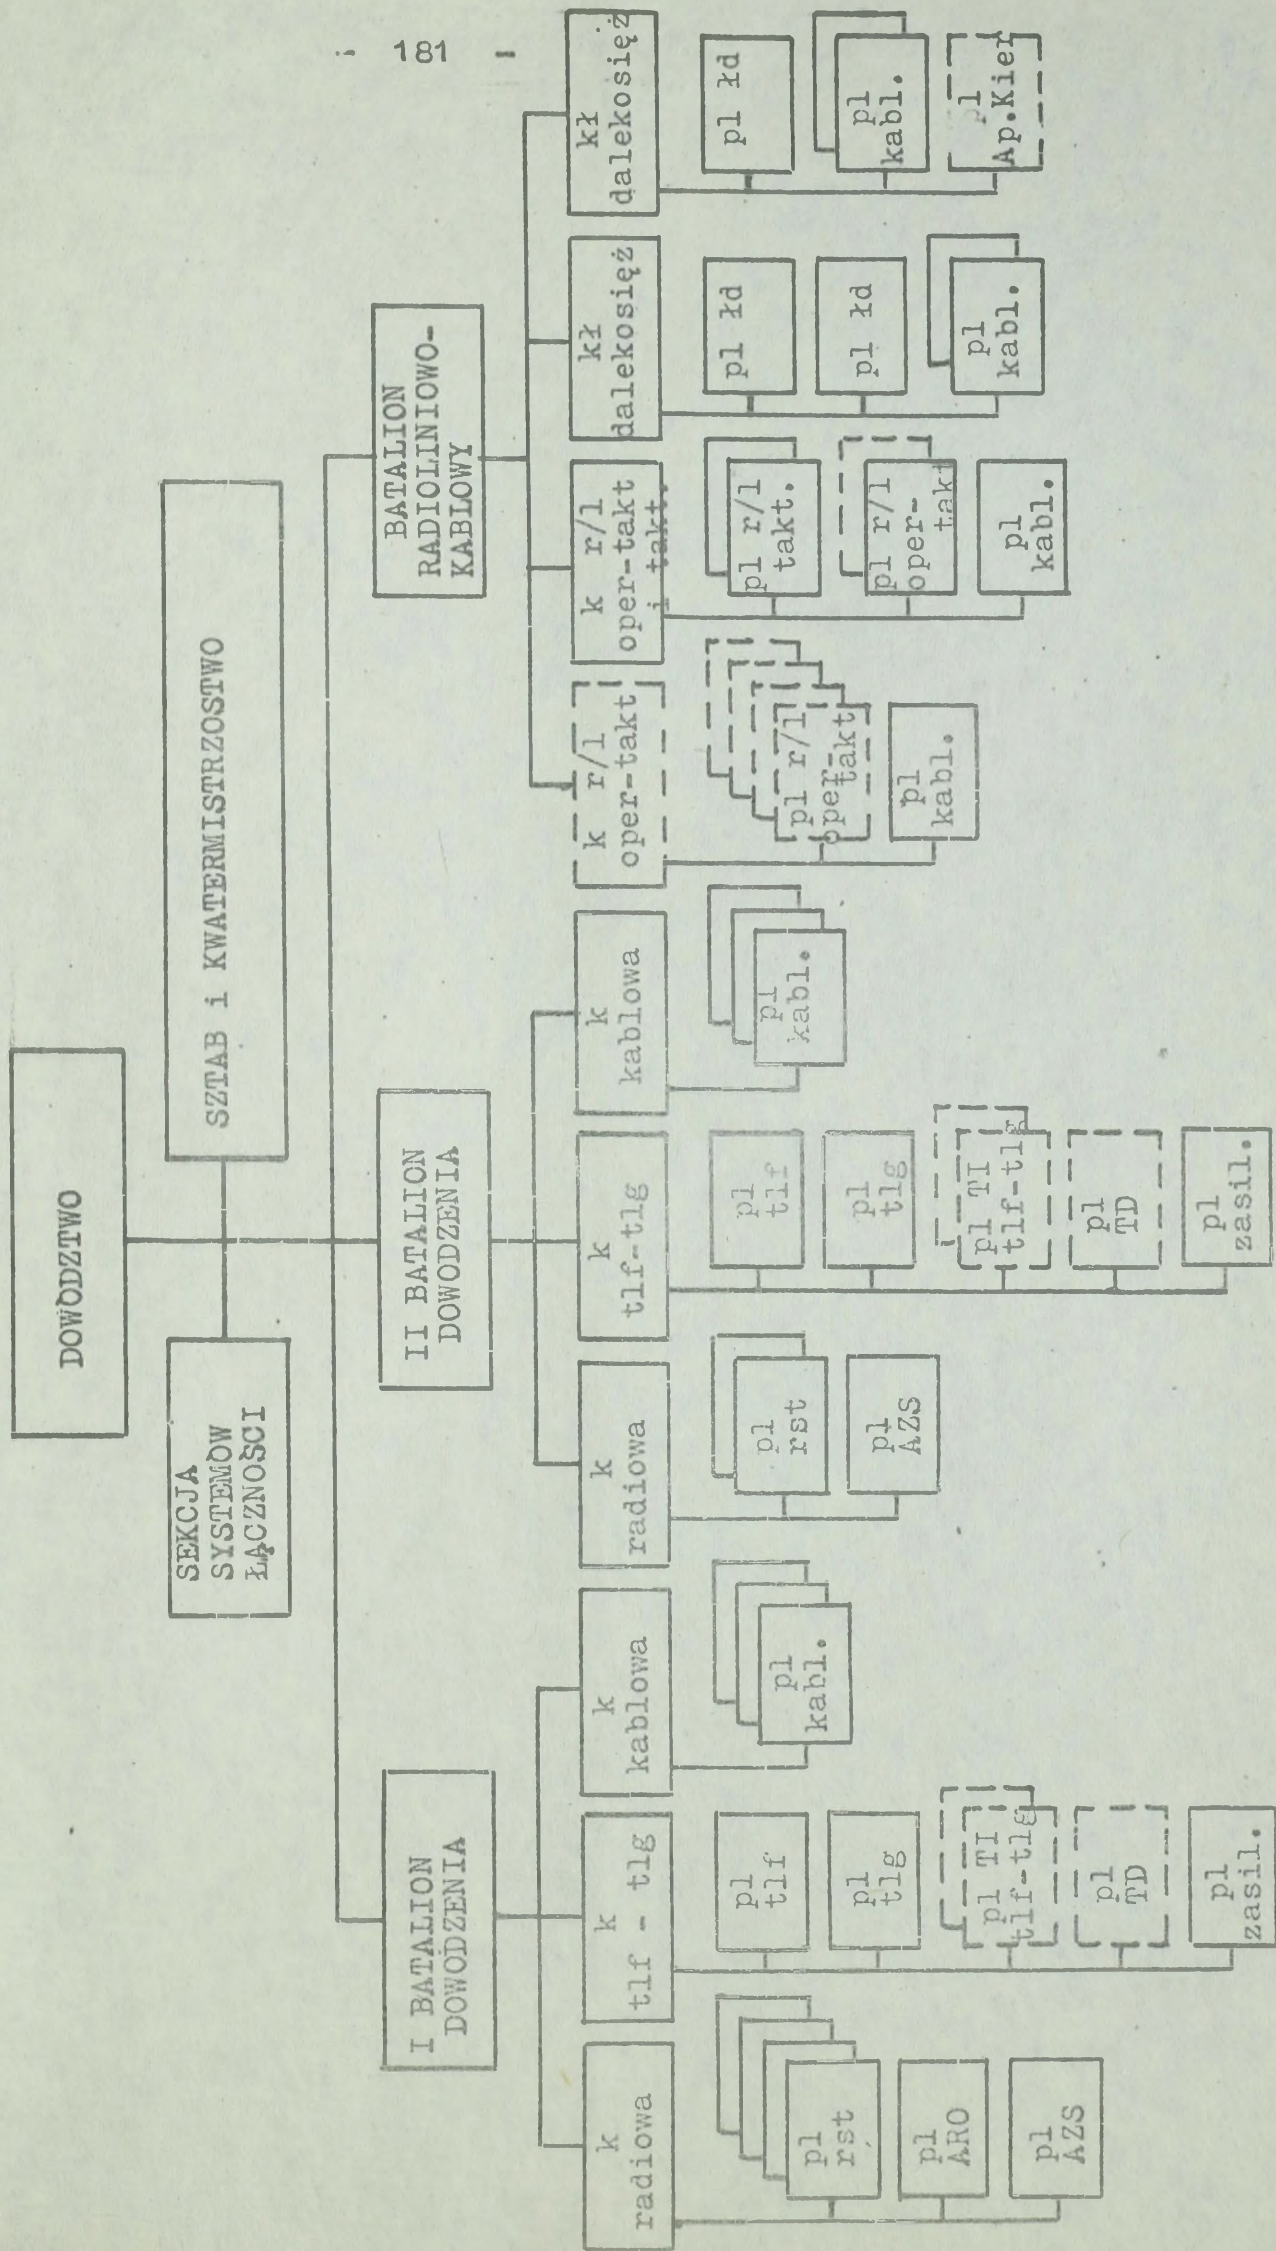 - 181 -
DOWÓDZTWO
SEKCJA
SYSTEMÓW
ŁĄCZNOŚCI
SZTAB i KWATERMISTRZOSTWO
I BATALION
DOWODZENIA
II BATALION
DOWODZENIA
BATALION
RADIOLINIOWO-
KABLOWY
k
radiowa
k
tlf - tlg
k
kablowa
k
radiowa
k
tlf-tlg
k
kablowa
k r/l
oper-takt
k r/l
oper-takt
i takt.
kł
dalekosięż
kł
dalekosięż
pl
rst
pl
ARO
pl
AZS
pl
tlf
pl
tlg
pl TI
tlf-tlg
pl
TD
pl
zasil.
pl
kabl.
pl
rst
pl
AZS
pl
tlf
pl
tlg
pl TI
tlf-tlg
pl
TD
pl
zasil.
pl
kabl.
pl r/l
oper-
takt
pl
kabl.
pl r/l
takt.
pl r/l
oper-
takt
pl
kabl.
pl łd
pl łd
pl
kabl.
pl łd
pl
kabl.
pl
Ap.Kier